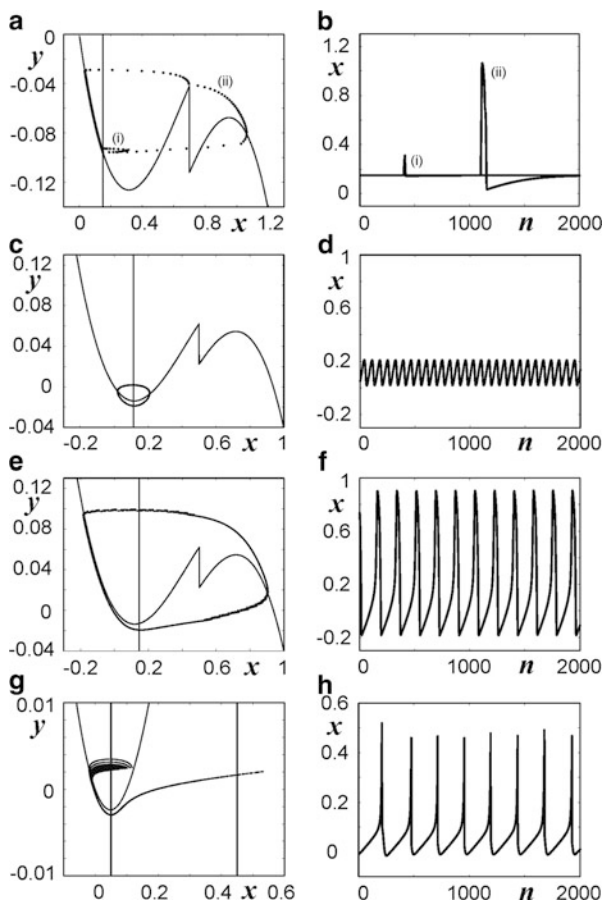 a
y
-0.04
-0.08
-0.12
(i)
(ii)
0 0.4 0.8 x 1.2
b
x
1.2
0.8
0.4
0
(i)
(ii)
0 1000 n 2000
c
y
0.12
0.08
0.04
0
-0.04
-0.2 0.2 0.6 x 1
d
x
1
0.6
0.2
-0.2
0 1000 n 2000
e
y
0.12
0.08
0.04
0
-0.04
-0.2 0.2 0.6 x 1
f
x
1
0.6
0.2
-0.2
0 1000 n 2000
g
y
0.01
0
-0.01
0 0.2 0.4 x 0.6
h
x
0.6
0.4
0.2
0
0 1000 n 2000